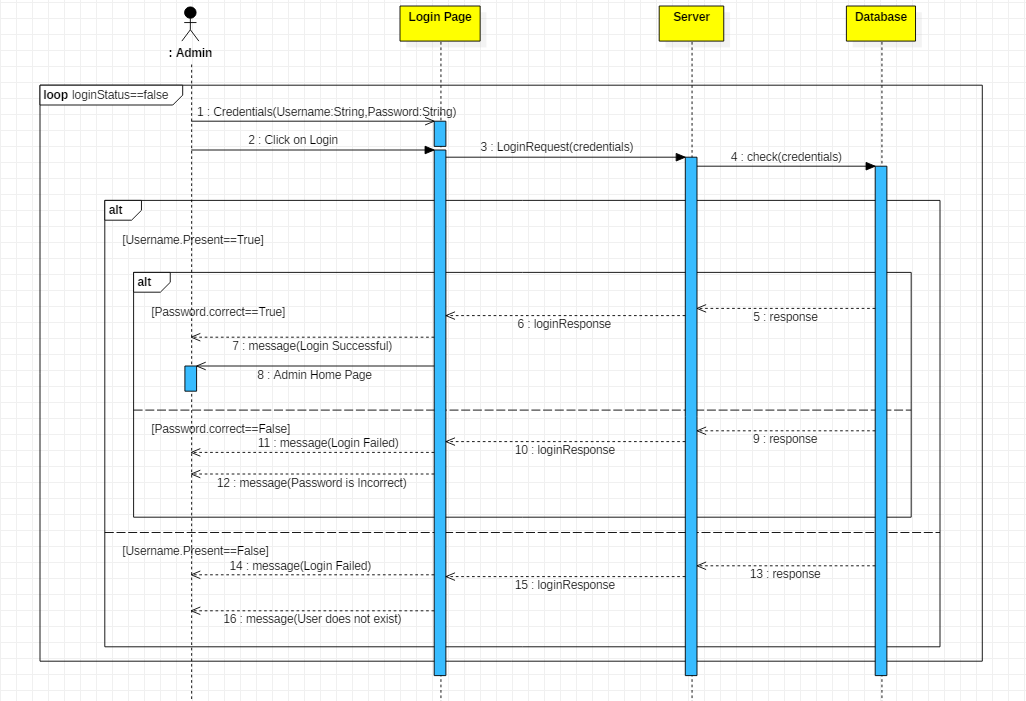 Login Page
Server
Database
: Admin
loop loginStatus==false
1 : Credentials(Username:String,Password:String)
2 : Click on Login
3 : LoginRequest(credentials)
4 : check(credentials)
alt
[Username.Present==True]
alt
[Password.correct==True]
5 : response
6 : loginResponse
7 : message(Login Successful)
8 : Admin Home Page
[Password.correct==False]
9 : response
10 : loginResponse
11 : message(Login Failed)
12 : message(Password is Incorrect)
[Username.Present==False]
13 : response
14 : message(Login Failed)
15 : loginResponse
16 : message(User does not exist)